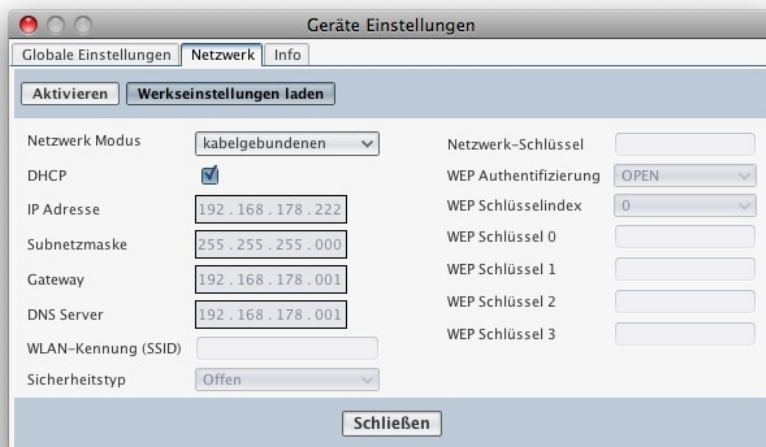 Geräte Einstellungen
Globale Einstellungen Netzwerk Info
Aktivieren Werkseinstellungen laden
Netzwerk Modus kabelgebundenen
DHCP
IP Adresse 192 . 168 . 178 . 222
Subnetzmaske 255 . 255 . 255 . 000
Gateway 192 . 168 . 178 . 001
DNS Server 192 . 168 . 178 . 001
WLAN-Kennung (SSID)
Sicherheitstyp Offen
Netzwerk-Schlüssel
WEP Authentifizierung OPEN
WEP Schlüsselindex 0
WEP Schlüssel 0
WEP Schlüssel 1
WEP Schlüssel 2
WEP Schlüssel 3
Schließen